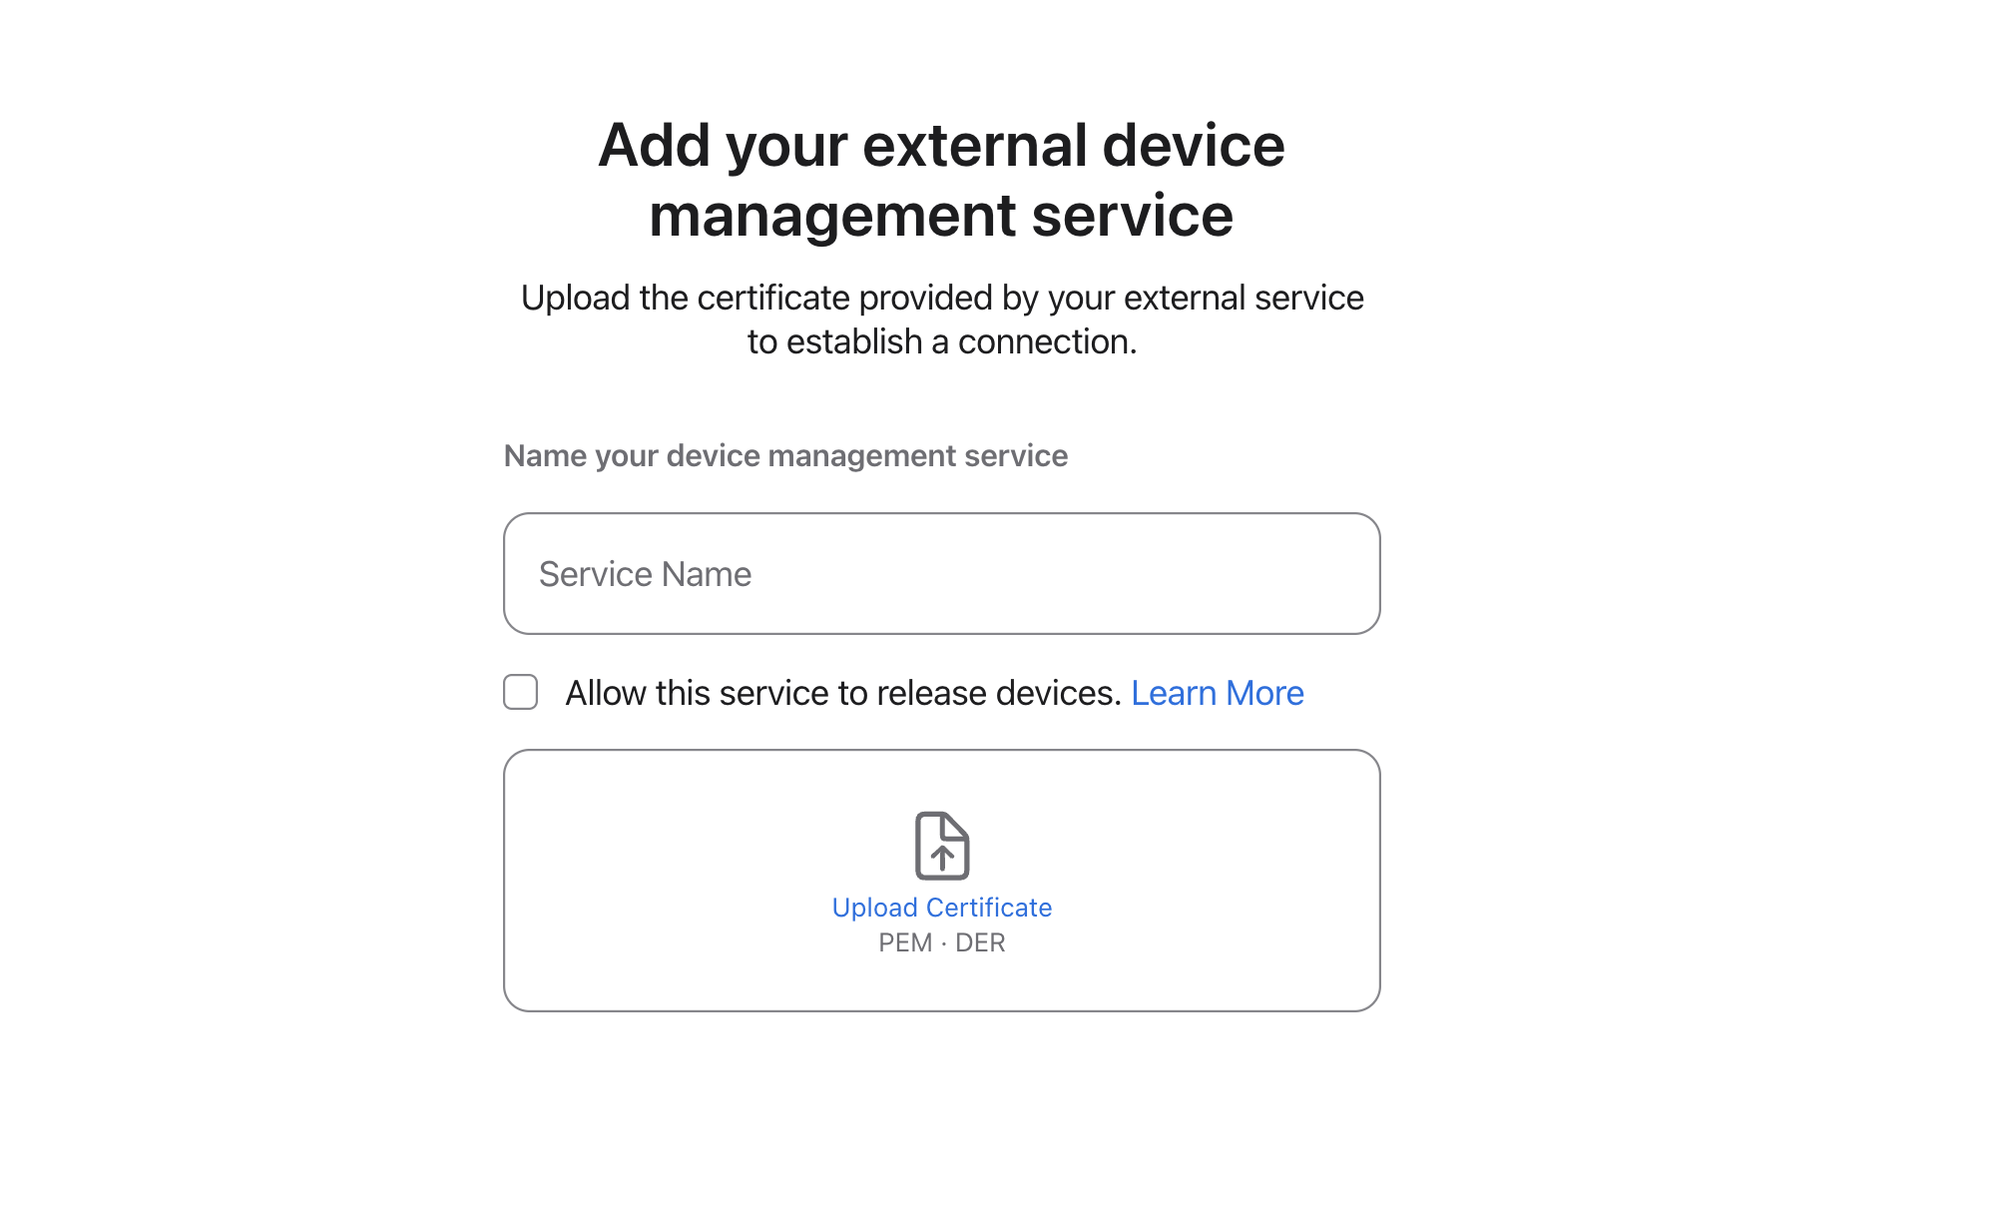 Add your external device
management service
Upload the certificate provided by your external service
to establish a connection.
Name your device management service
Service Name
Allow this service to release devices. Learn More
Upload Certificate
PEM · DER